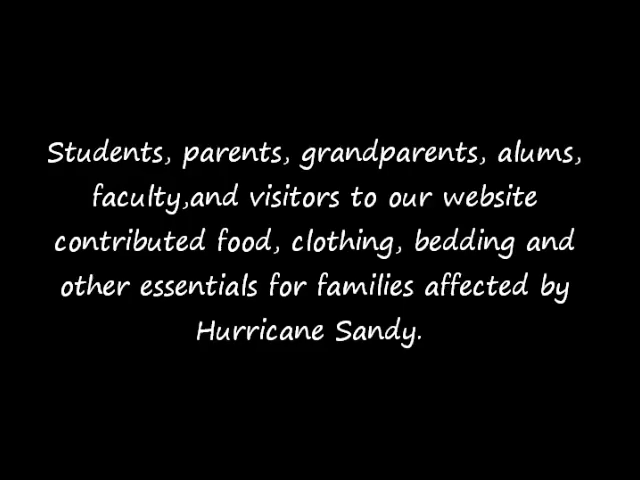 Students, parents, grandparents, alums,
faculty,and visitors to our website
contributed food, clothing, bedding and
other essentials for families affected by
Hurricane Sandy.